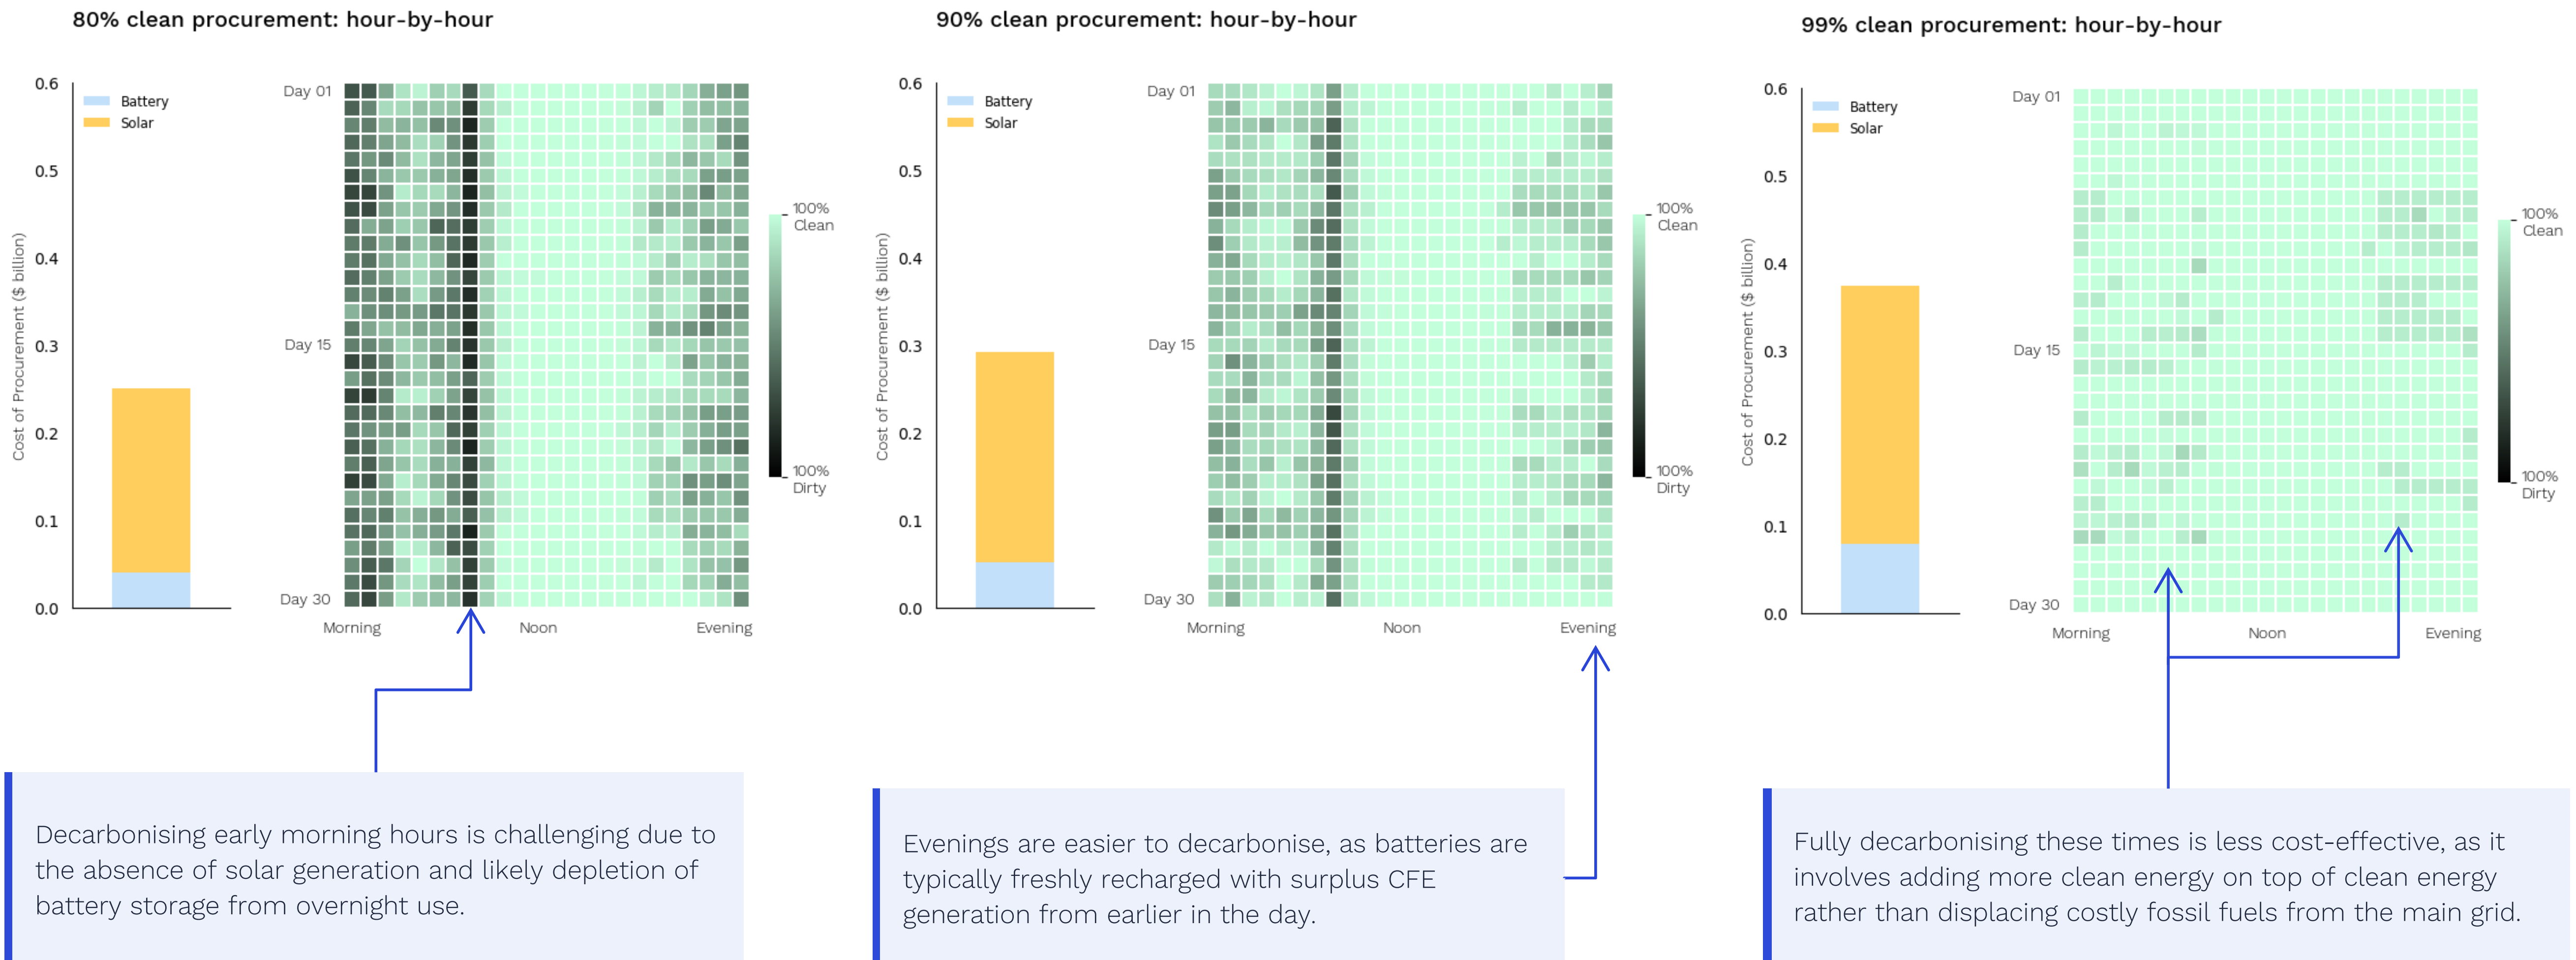 80% clean procurement: hour-by-hour
Cost of Procurement ($ billion)
0.6
0.5
0.4
0.3
0.2
0.1
0.0
Battery
Solar
Day 01
Day 15
Day 30
Morning
Noon
Evening
100%
Clean
100%
Dirty
Decarbonising early morning hours is challenging due to
the absence of solar generation and likely depletion of
battery storage from overnight use.
90% clean procurement: hour-by-hour
Cost of Procurement ($ billion)
0.6
0.5
0.4
0.3
0.2
0.1
0.0
Battery
Solar
Day 01
Day 15
Day 30
Morning
Noon
Evening
100%
Clean
100%
Dirty
Evenings are easier to decarbonise, as batteries are
typically freshly recharged with surplus CFE
generation from earlier in the day.
99% clean procurement: hour-by-hour
Cost of Procurement ($ billion)
0.6
0.5
0.4
0.3
0.2
0.1
0.0
Battery
Solar
Day 01
Day 15
Day 30
Morning
Noon
Evening
100%
Clean
100%
Dirty
Fully decarbonising these times is less cost-effective, as it
involves adding more clean energy on top of clean energy
rather than displacing costly fossil fuels from the main grid.